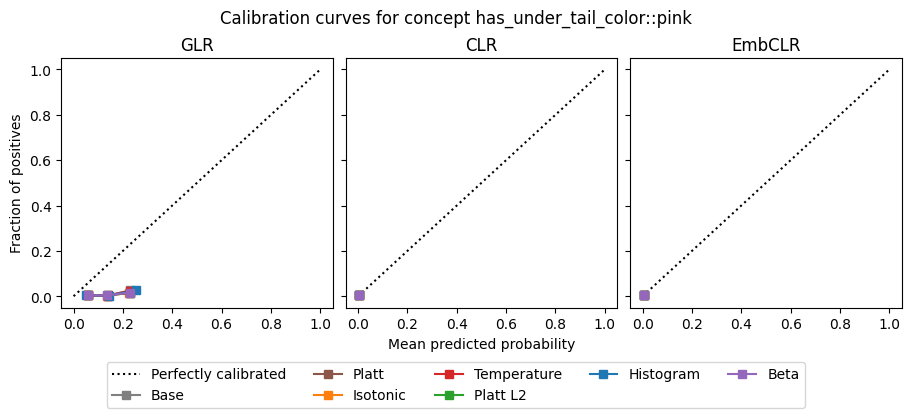 Calibration curves for concept has_under_tail_color::pink
GLR
CLR
EmbCLR
Fraction of positives
1.0
0.8
0.6
0.4
0.2
0.0
0.0 0.2 0.4 0.6 0.8 1.0
0.0 0.2 0.4 0.6 0.8 1.0
0.0 0.2 0.4 0.6 0.8 1.0
Mean predicted probability
Perfectly calibrated Platt Temperature Histogram Beta
Base Isotonic Platt L2